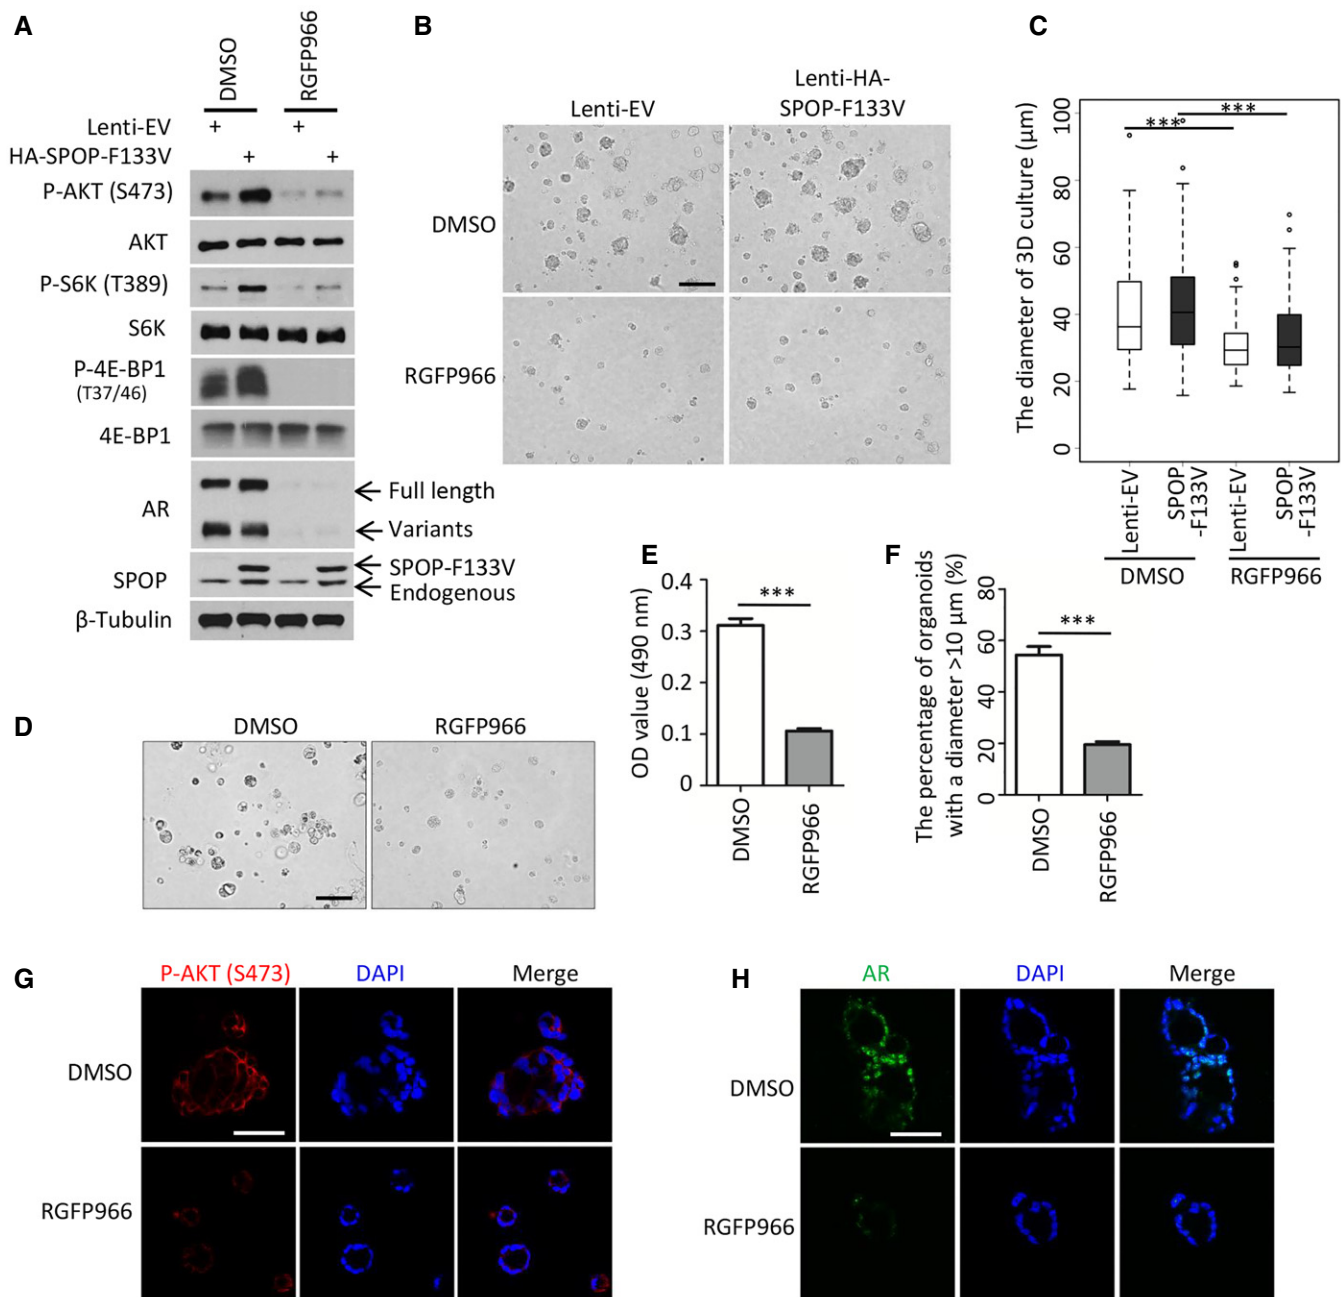 A
DMSO
RGFP966
Lenti-EV + +
HA-SPOP-F133V + +
P-AKT (S473)
AKT
P-S6K (T389)
S6K
P-4E-BP1
(T37/46)
4E-BP1
AR
Full length
Variants
SPOP
SPOP-F133V
Endogenous
β-Tubulin
B
Lenti-EV
Lenti-HA-
SPOP-F133V
DMSO
RGFP966
C
The diameter of 3D culture (µm)
100
80
60
40
20
0
***
***
Lenti-EV
SPOP
-F133V
Lenti-EV
SPOP
-F133V
DMSO
RGFP966
D
DMSO
RGFP966
E
OD value (490 nm)
0.4
0.3
0.2
0.1
0
***
DMSO
RGFP966
F
The percentage of organoids
with a diameter >10 µm (%)
80
60
40
20
0
***
DMSO
RGFP966
G
P-AKT (S473)
DAPI
Merge
DMSO
RGFP966
H
AR
DAPI
Merge
DMSO
RGFP966